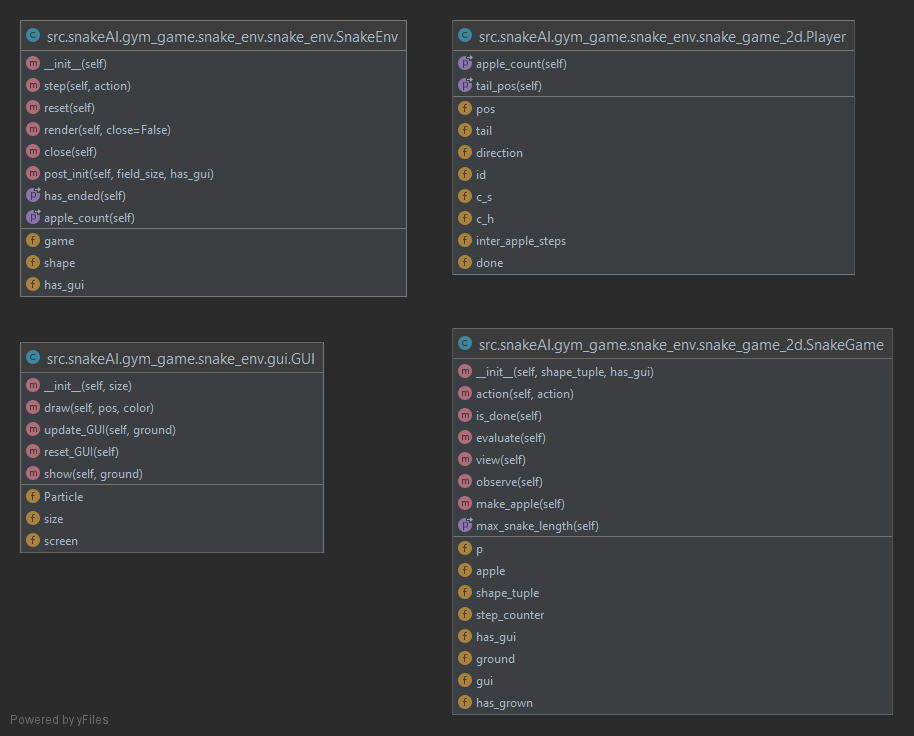 src.snakeAI.gym_game.snake_env.snake_env.SnakeEnv
__init__(self)
step(self, action)
reset(self)
render(self, close=False)
close(self)
post_init(self, field_size, has_gui)
has_ended(self)
apple_count(self)
game
shape
has_gui
src.snakeAI.gym_game.snake_env.snake_game_2d.Player
apple_count(self)
tail_pos(self)
pos
tail
direction
id
c_s
c_h
inter_apple_steps
done
src.snakeAI.gym_game.snake_env.gui.GUI
__init__(self, size)
draw(self, pos, color)
update_GUI(self, ground)
reset_GUI(self)
show(self, ground)
Particle
size
screen
src.snakeAI.gym_game.snake_env.snake_game_2d.SnakeGame
__init__(self, shape_tuple, has_gui)
action(self, action)
is_done(self)
evaluate(self)
view(self)
observe(self)
make_apple(self)
max_snake_length(self)
p
apple
shape_tuple
step_counter
has_gui
ground
gui
has_grown
Powered by yFiles